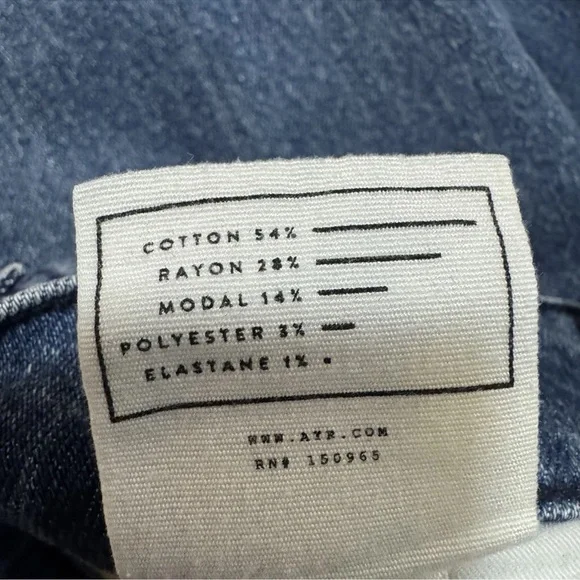 COTTON 54%
RAYON 28%
MODAL 14%
POLYESTER 3%
ELASTANE 1%
WWW.AYR.COM
RN# 150965